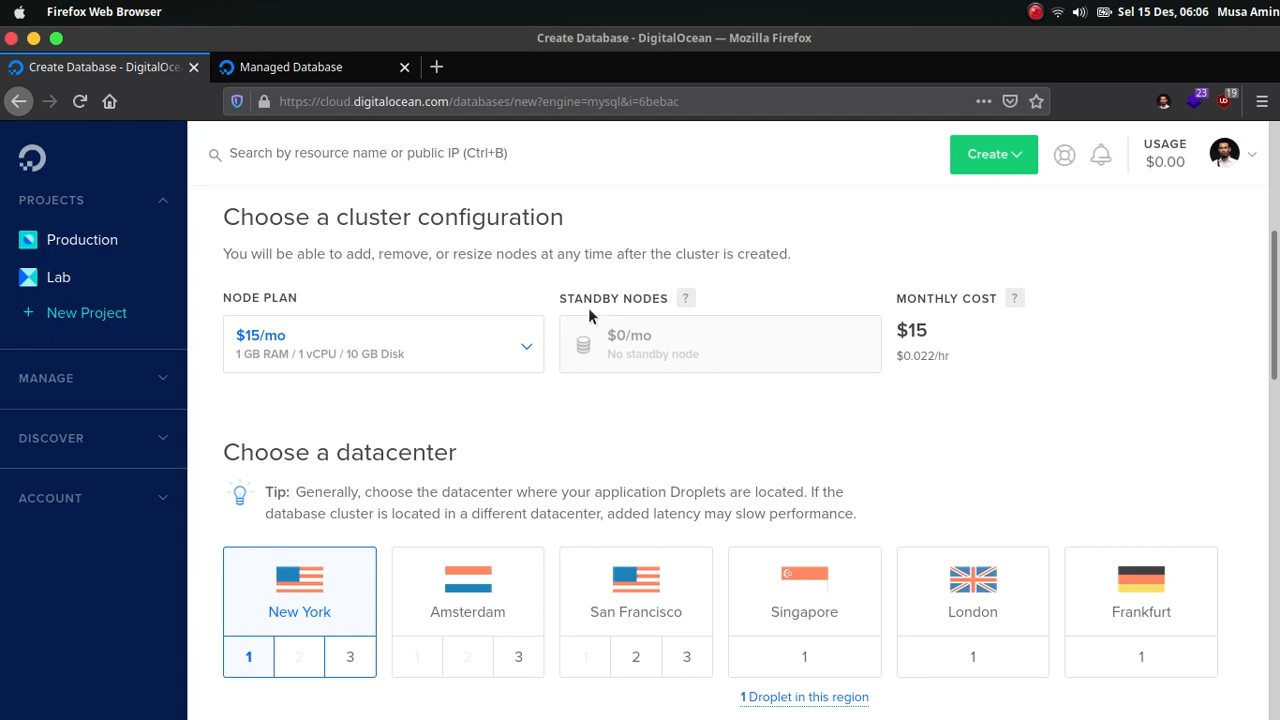 Firefox Web Browser
Sel 15 Des, 06:06 Musa Amin
Create Database - DigitalOcean — Mozilla Firefox
Create Database - DigitalOce
Managed Database
https://cloud.digitalocean.com/databases/new?engine=mysql&i=6bebac
23
19
UD
Search by resource name or public IP (Ctrl+B)
Create
USAGE
$0.00
PROJECTS
Production
Lab
+ New Project
MANAGE
DISCOVER
ACCOUNT
Choose a cluster configuration
You will be able to add, remove, or resize nodes at any time after the cluster is created.
NODE PLAN
STANDBY NODES ?
MONTHLY COST ?
$15/mo
1 GB RAM / 1 vCPU / 10 GB Disk
$0/mo
No standby node
$15
$0.022/hr
Choose a datacenter
Tip: Generally, choose the datacenter where your application Droplets are located. If the
database cluster is located in a different datacenter, added latency may slow performance.
New York
Amsterdam
San Francisco
Singapore
London
Frankfurt
1 2 3
1 2 3
1 2 3
1
1
1
1 Droplet in this region